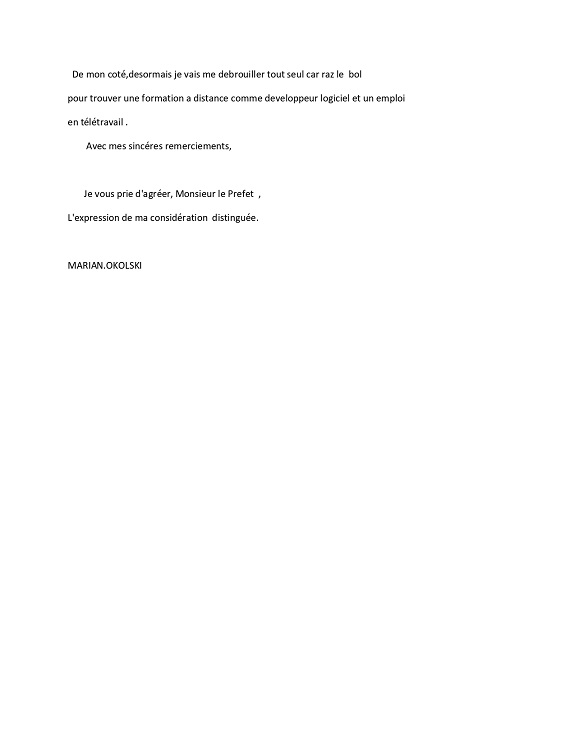 De mon coté,desormais je vais me debrouiller tout seul car raz le bol
pour trouver une formation a distance comme developpeur logiciel et un emploi
en télétravail .
Avec mes sincéres remerciements,
Je vous prie d'agréer, Monsieur le Prefet ,
L'expression de ma considération distinguée.
MARIAN.OKOLSKI